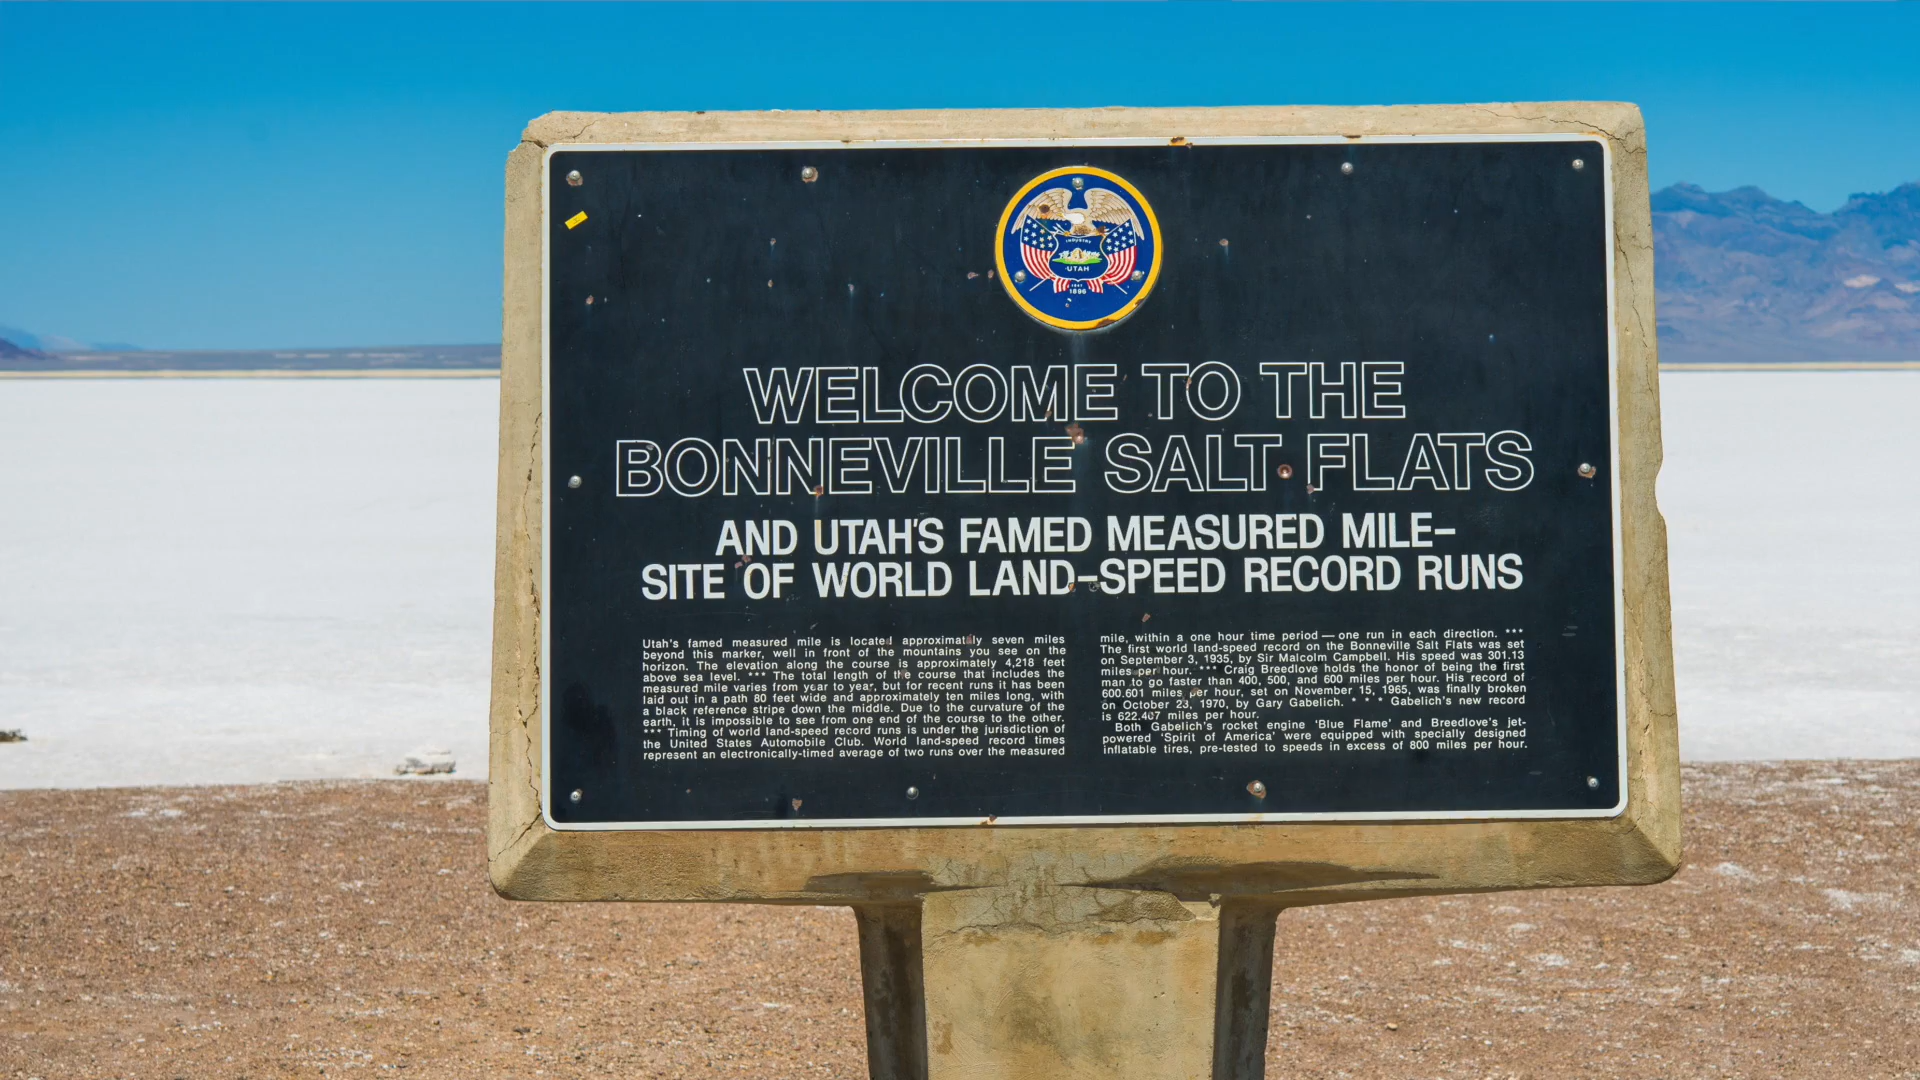 INDUSTRY
UTAH
1847
1896
WELCOME TO THE
BONNEVILLE SALT FLATS
AND UTAH'S FAMED MEASURED MILE–
SITE OF WORLD LAND–SPEED RECORD RUNS
Utah's famed measured mile is located approximately seven miles
beyond this marker, well in front of the mountains you see on the
horizon. The elevation along the course is approximately 4,218 feet
above sea level. *** The total length of the course that includes the
measured mile varies from year to year, but for recent runs it has been
laid out in a path 80 feet wide and approximately ten miles long, with
a black reference stripe down the middle. Due to the curvature of the
earth, it is impossible to see from one end of the course to the other.
*** Timing of world land-speed record runs is under the jurisdiction of
the United States Automobile Club. World land-speed record times
represent an electronically-timed average of two runs over the measured
mile, within a one hour time period — one run in each direction. ***
The first world land-speed record on the Bonneville Salt Flats was set
on September 3, 1935, by Sir Malcolm Campbell. His speed was 301.13
miles per hour. *** Craig Breedlove holds the honor of being the first
man to go faster than 400, 500, and 600 miles per hour. His record of
600.601 miles per hour, set on November 15, 1965, was finally broken
on October 23, 1970, by Gary Gabelich. * * * Gabelich's new record
is 622.407 miles per hour.
Both Gabelich's rocket engine 'Blue Flame' and Breedlove's jet-
powered 'Spirit of America' were equipped with specially designed
inflatable tires, pre-tested to speeds in excess of 800 miles per hour.